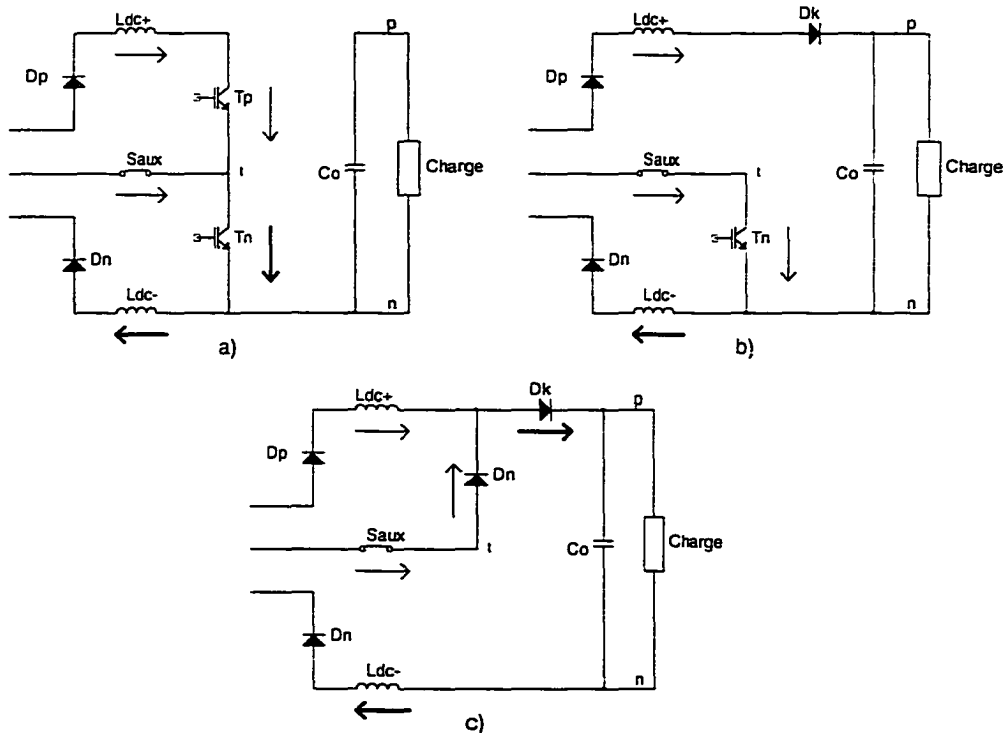 Ldc+
Dp
Tp
Saux
t
Tn
Dn
Ldc-
p
Co
Charge
n
a)
Ldc+
Dk
p
Dp
Saux
t
Co
Charge
Tn
Dn
Ldc-
n
b)
Ldc+
Dk
p
Dp
Dn
Saux
t
Co
Charge
Dn
Ldc-
n
c)